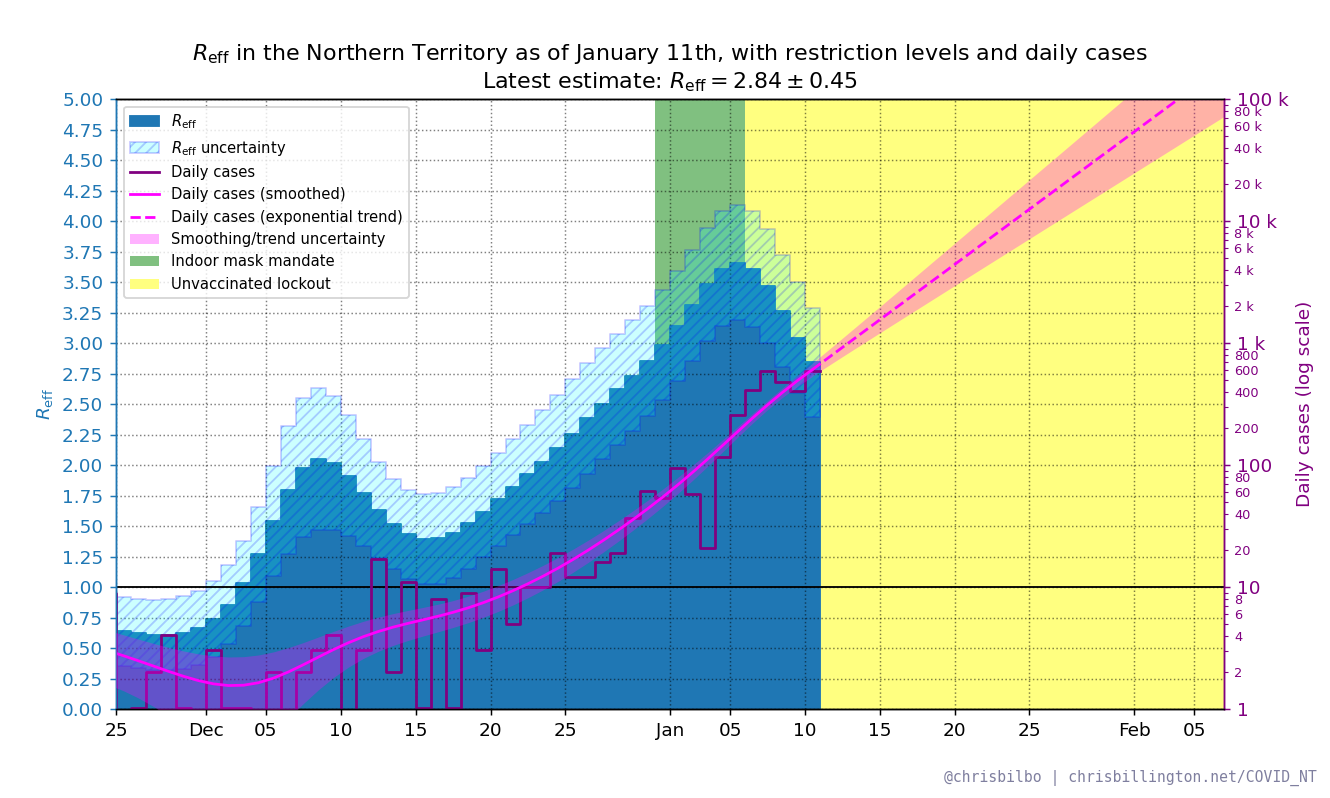 Reff in the Northern Territory as of January 11th, with restriction levels and daily cases
Latest estimate: Reff = 2.84 ± 0.45
5.00
4.75
4.50
4.25
4.00
3.75
3.50
3.25
3.00
2.75
2.50
2.25
2.00
1.75
1.50
1.25
1.00
0.75
0.50
0.25
0.00
Reff
Reff
Reff uncertainty
Daily cases
Daily cases (smoothed)
Daily cases (exponential trend)
Smoothing/trend uncertainty
Indoor mask mandate
Unvaccinated lockout
100 k
80 k
60 k
40 k
20 k
10 k
8 k
6 k
4 k
2 k
1 k
800
600
400
200
100
80
60
40
20
10
8
6
4
2
1
Daily cases (log scale)
25 Dec 05 10 15 20 25 Jan 05 10 15 20 25 Feb 05
@chrisbilbo | chrisbillington.net/COVID_NT